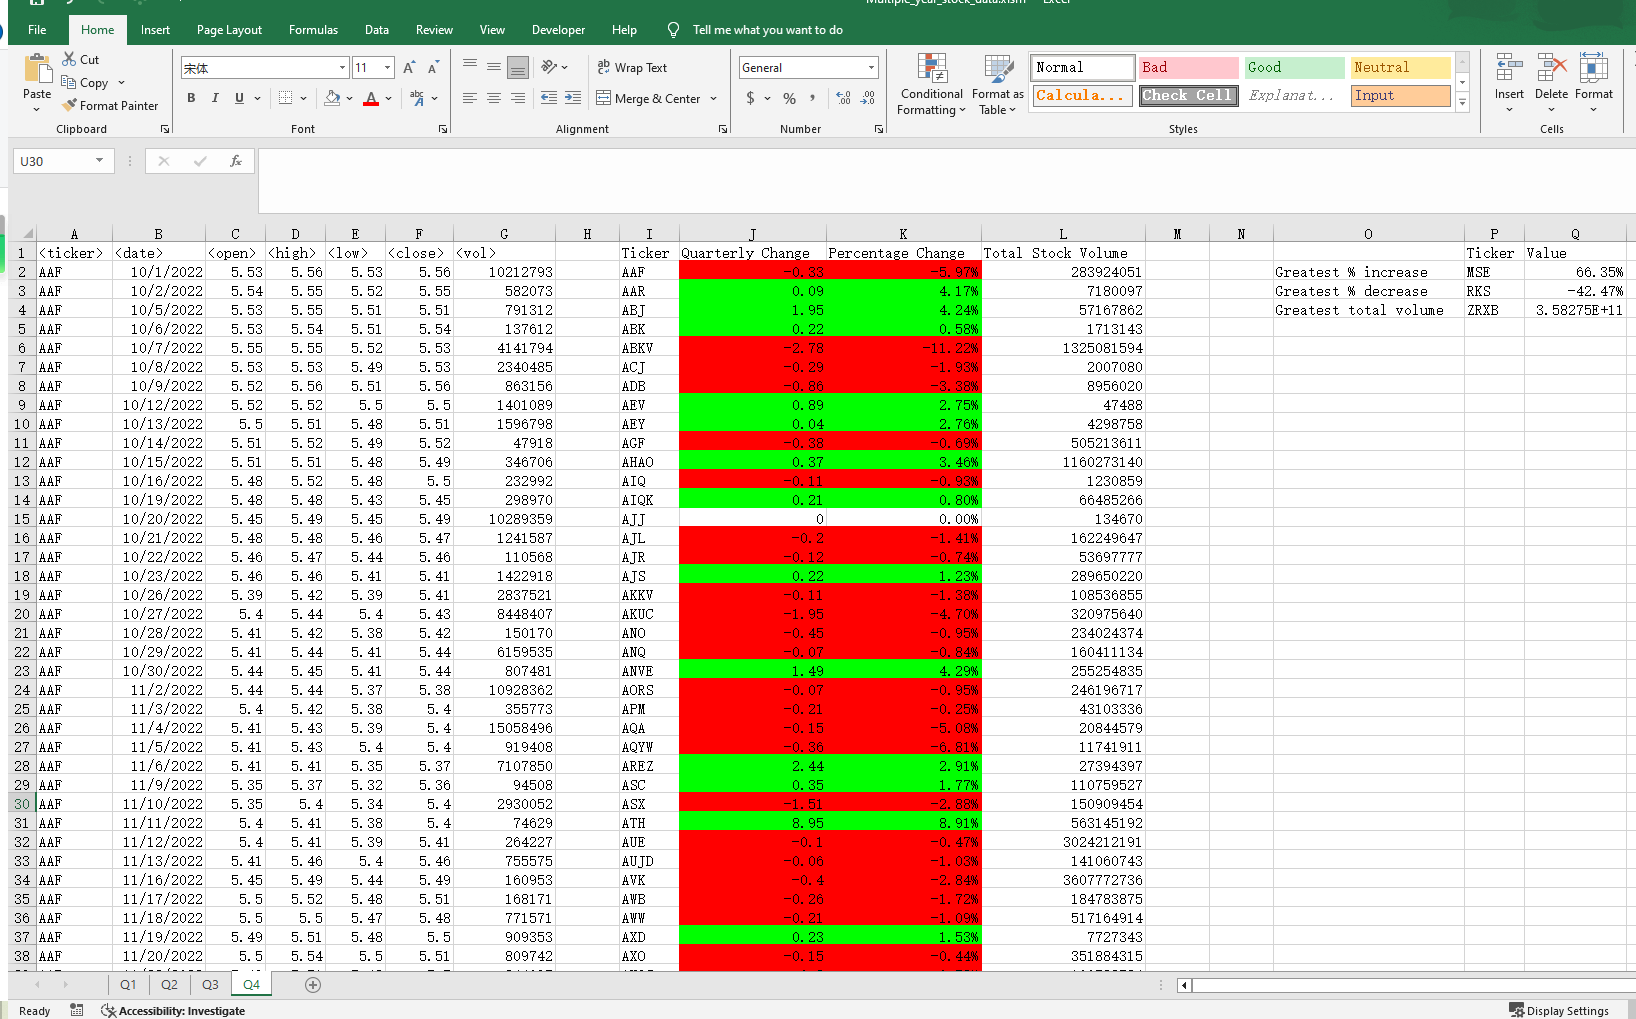 Multiple_year_stock_data.xlsm - Excel
File Home Insert Page Layout Formulas Data Review View Developer Help Tell me what you want to do
Cut
Copy
Format Painter
Paste
Clipboard
宋体 11
B I U
Font
Wrap Text
Merge & Center
Alignment
General
$ % ,
Number
Conditional Formatting
Format as Table
Normal Bad Good Neutral
Calcula... Check Cell Explanat... Input
Styles
Insert Delete Format
Cells
U30 fx
A B C D E F G H I J K L M N O P Q
1 <ticker> <date> <open> <high> <low> <close> <vol> Ticker Quarterly Change Percentage Change Total Stock Volume Ticker Value
2 AAF 10/1/2022 5.53 5.56 5.53 5.56 10212793 AAF -0.33 -5.97% 283924051 Greatest % increase MSE 66.35%
3 AAF 10/2/2022 5.54 5.55 5.52 5.55 582073 AAR 0.09 4.17% 7180097 Greatest % decrease RKS -42.47%
4 AAF 10/5/2022 5.53 5.55 5.51 5.51 791312 ABJ 1.95 4.24% 57167862 Greatest total volume ZRXB 3.58275E+11
5 AAF 10/6/2022 5.53 5.54 5.51 5.54 137612 ABK 0.22 0.58% 1713143
6 AAF 10/7/2022 5.55 5.55 5.52 5.53 4141794 ABKV -2.78 -11.22% 1325081594
7 AAF 10/8/2022 5.53 5.53 5.49 5.53 2340485 ACJ -0.29 -1.93% 2007080
8 AAF 10/9/2022 5.52 5.56 5.51 5.56 863156 ADB -0.86 -3.38% 8956020
9 AAF 10/12/2022 5.52 5.52 5.5 5.5 1401089 AEV 0.89 2.75% 47488
10 AAF 10/13/2022 5.5 5.51 5.48 5.51 1596798 AEY 0.04 2.76% 4298758
11 AAF 10/14/2022 5.51 5.52 5.49 5.52 47918 AGF -0.38 -0.69% 505213611
12 AAF 10/15/2022 5.51 5.51 5.48 5.49 346706 AHAO 0.37 3.46% 1160273140
13 AAF 10/16/2022 5.48 5.52 5.48 5.5 232992 AIQ -0.11 -0.93% 1230859
14 AAF 10/19/2022 5.48 5.48 5.43 5.45 298970 AIQK 0.21 0.80% 66485266
15 AAF 10/20/2022 5.45 5.49 5.45 5.49 10289359 AJJ 0 0.00% 134670
16 AAF 10/21/2022 5.48 5.48 5.46 5.47 1241587 AJL -0.2 -1.41% 162249647
17 AAF 10/22/2022 5.46 5.47 5.44 5.46 110568 AJR -0.12 -0.74% 53697777
18 AAF 10/23/2022 5.46 5.46 5.41 5.41 1422918 AJS 0.22 1.23% 289650220
19 AAF 10/26/2022 5.39 5.42 5.39 5.41 2837521 AKKV -0.11 -1.38% 108536855
20 AAF 10/27/2022 5.4 5.44 5.4 5.43 8448407 AKUC -1.95 -4.70% 320975640
21 AAF 10/28/2022 5.41 5.42 5.38 5.42 150170 ANO -0.45 -0.95% 234024374
22 AAF 10/29/2022 5.41 5.44 5.41 5.44 6159535 ANQ -0.07 -0.84% 160411134
23 AAF 10/30/2022 5.44 5.45 5.41 5.44 807481 ANVE 1.49 4.29% 255254835
24 AAF 11/2/2022 5.44 5.44 5.37 5.38 10928362 AORS -0.07 -0.95% 246196717
25 AAF 11/3/2022 5.4 5.42 5.38 5.4 355773 APM -0.21 -0.25% 43103336
26 AAF 11/4/2022 5.41 5.43 5.39 5.4 15058496 AQA -0.15 -5.08% 20844579
27 AAF 11/5/2022 5.41 5.43 5.4 5.4 919408 AQYW -0.36 -6.81% 11741911
28 AAF 11/6/2022 5.41 5.41 5.35 5.37 7107850 AREZ 2.44 2.91% 27394397
29 AAF 11/9/2022 5.35 5.37 5.32 5.36 94508 ASC 0.35 1.77% 110759527
30 AAF 11/10/2022 5.35 5.4 5.34 5.4 2930052 ASX -1.51 -2.88% 150909454
31 AAF 11/11/2022 5.4 5.41 5.38 5.4 74629 ATH 8.95 8.91% 563145192
32 AAF 11/12/2022 5.4 5.41 5.39 5.41 264227 AUE -0.1 -0.47% 3024212191
33 AAF 11/13/2022 5.41 5.46 5.4 5.46 755575 AUJD -0.06 -1.03% 141060743
34 AAF 11/16/2022 5.45 5.49 5.44 5.49 160953 AVK -0.4 -2.84% 3607772736
35 AAF 11/17/2022 5.5 5.52 5.48 5.51 168171 AWB -0.26 -1.72% 184783875
36 AAF 11/18/2022 5.5 5.5 5.47 5.48 771571 AWW -0.21 -1.09% 517164914
37 AAF 11/19/2022 5.49 5.51 5.48 5.5 909353 AXD 0.23 1.53% 7727343
38 AAF 11/20/2022 5.5 5.54 5.5 5.51 809742 AXO -0.15 -0.44% 351884315
Q1 Q2 Q3 Q4
Ready Accessibility: Investigate Display Settings